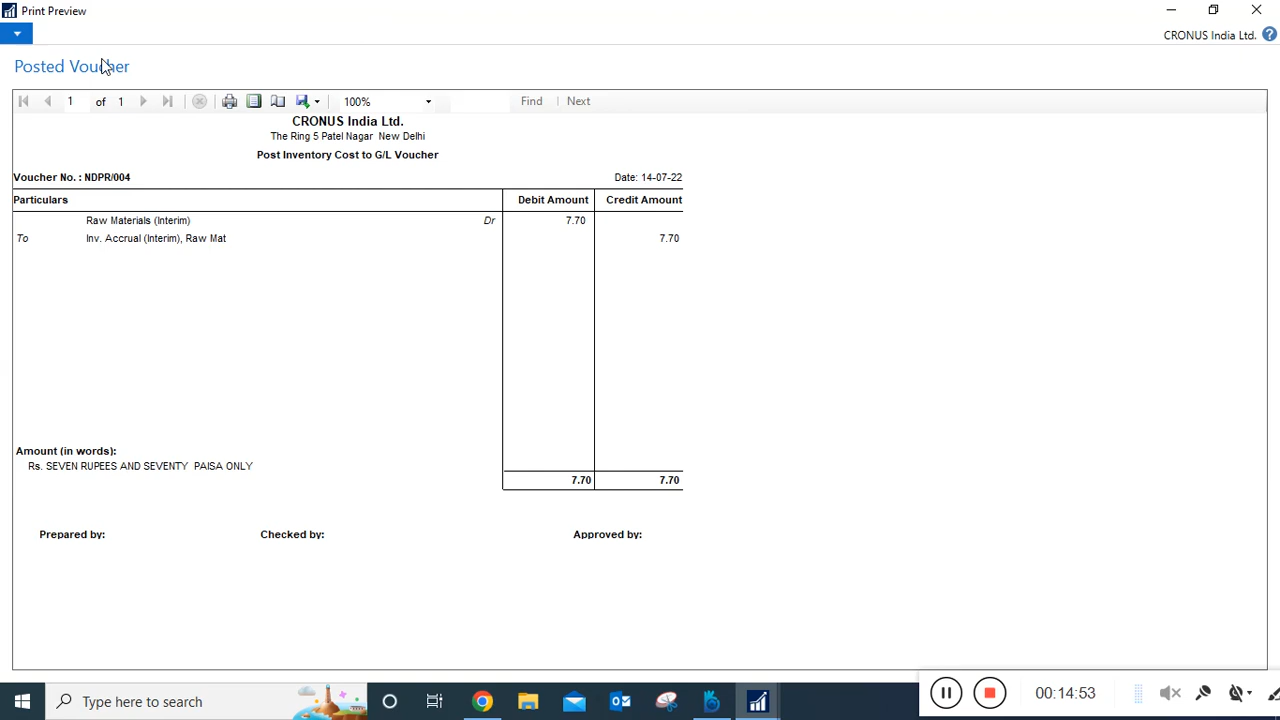 Print Preview
CRONUS India Ltd.
Posted Voucher
1 of 1 100% Find Next
CRONUS India Ltd.
The Ring 5 Patel Nagar New Delhi
Post Inventory Cost to G/L Voucher
Voucher No. : NDPR/004 Date: 14-07-22
Particulars Debit Amount Credit Amount
Raw Materials (Interim) Dr 7.70
To Inv. Accrual (Interim), Raw Mat 7.70
Amount (in words):
Rs. SEVEN RUPEES AND SEVENTY PAISA ONLY
7.70 7.70
Prepared by: Checked by: Approved by:
Type here to search
00:14:53